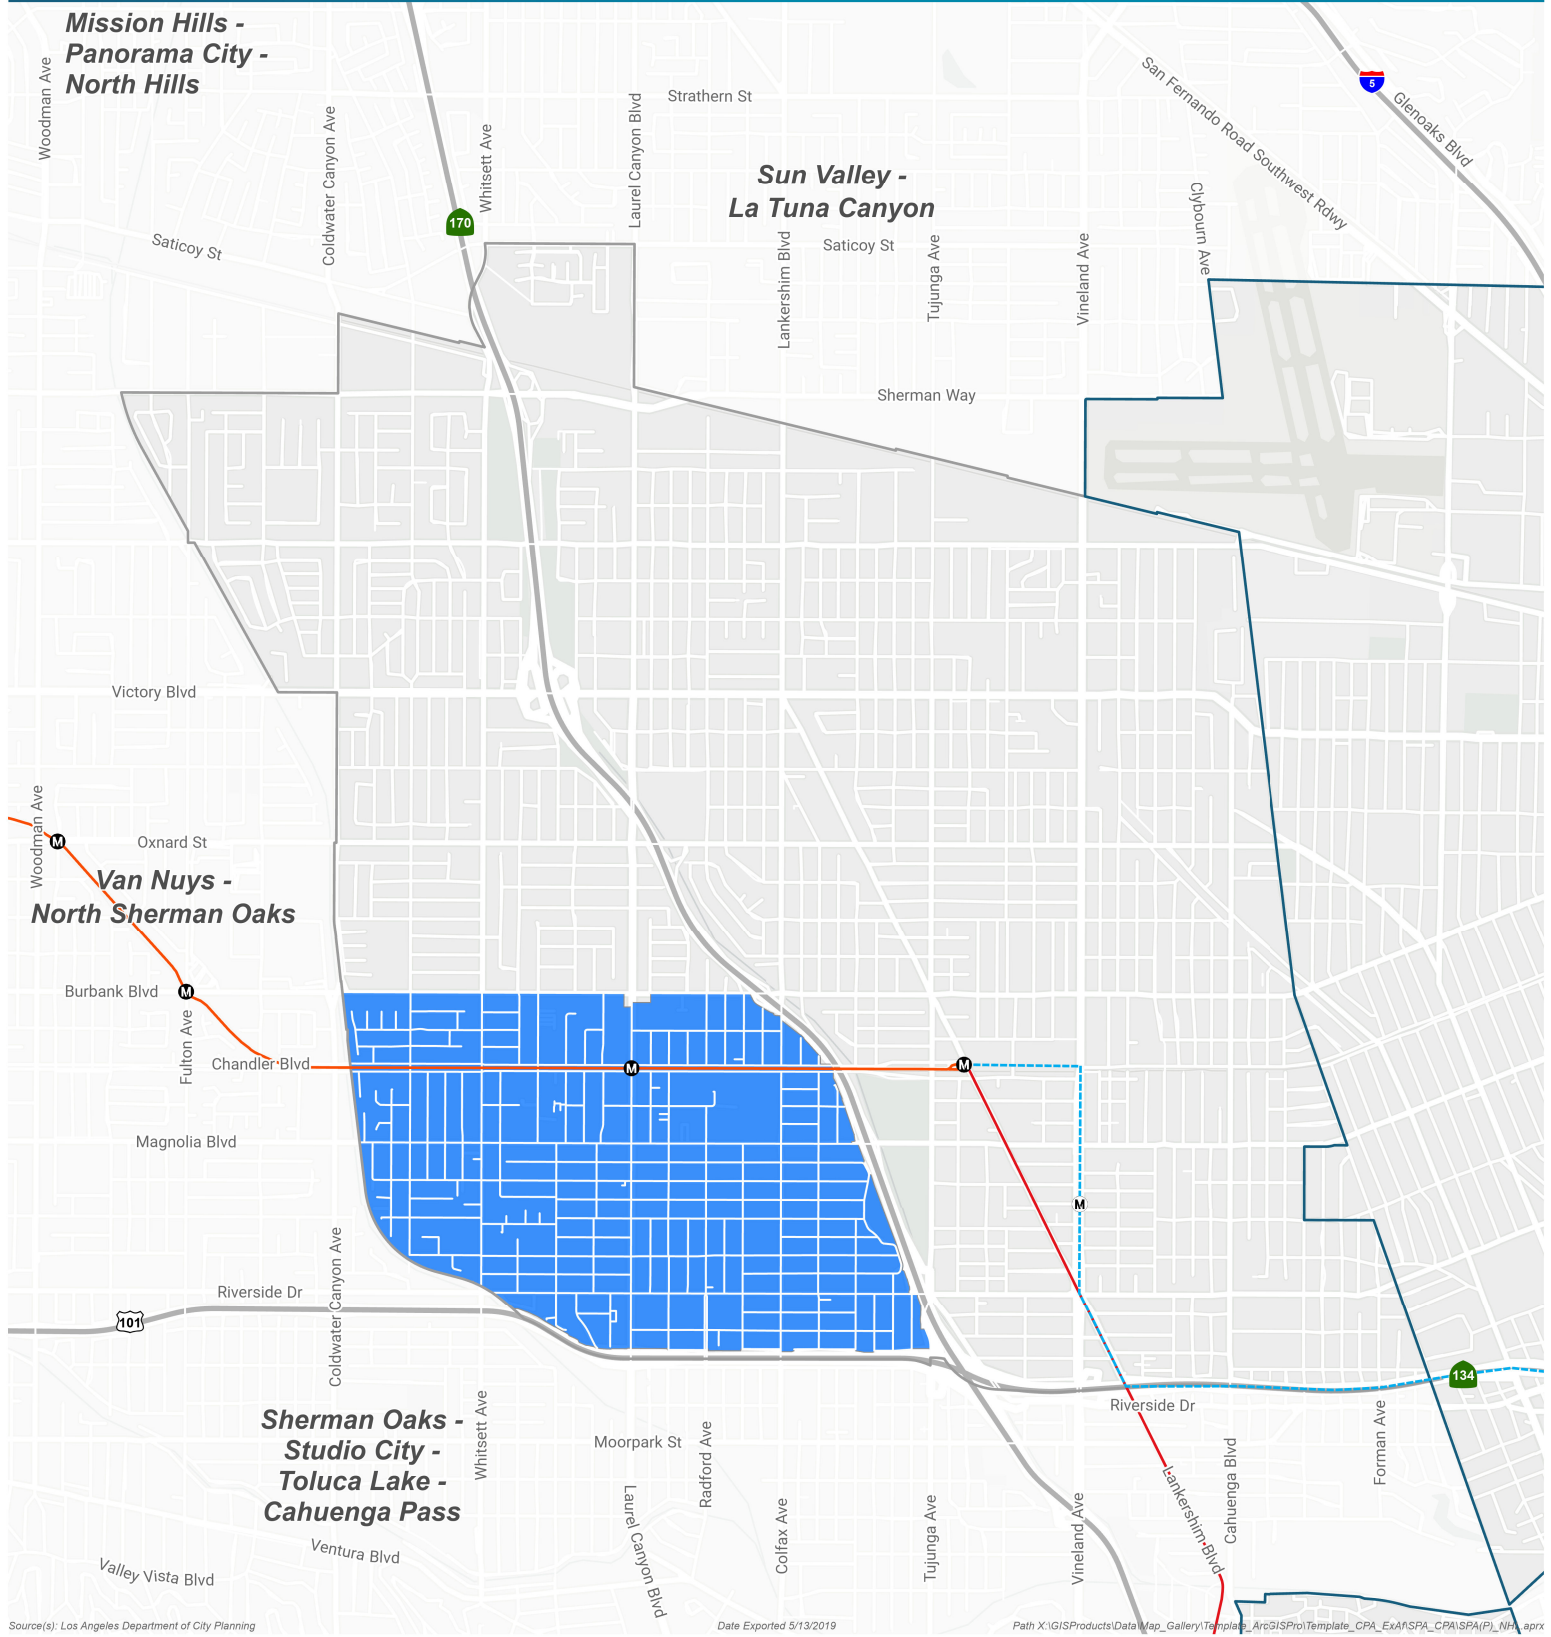 Mission Hills -
Panorama City -
North Hills
Woodman Ave
Coldwater Canyon Ave
Whitsett Ave
Laurel Canyon Blvd
Strathern St
San Fernando Road Southwest Rdwy
5
Glenoaks Blvd
Sun Valley -
La Tuna Canyon
170
Saticoy St
Lankershim Blvd
Saticoy St
Tujunga Ave
Vineland Ave
Clybourn Ave
Sherman Way
Victory Blvd
Woodman Ave
M
Oxnard St
Van Nuys -
North Sherman Oaks
Burbank Blvd
M
Fulton Ave
Chandler Blvd
M
M
Magnolia Blvd
M
Riverside Dr
Coldwater Canyon Ave
101
134
Riverside Dr
Sherman Oaks -
Studio City -
Toluca Lake -
Cahuenga Pass
Whitsett Ave
Moorpark St
Radford Ave
Laurel Canyon Blvd
Colfax Ave
Tujunga Ave
Vineland Ave
Lankershim Blvd
Cahuenga Blvd
Forman Ave
Ventura Blvd
Valley Vista Blvd
Source(s): Los Angeles Department of City Planning
Date Exported 5/13/2019